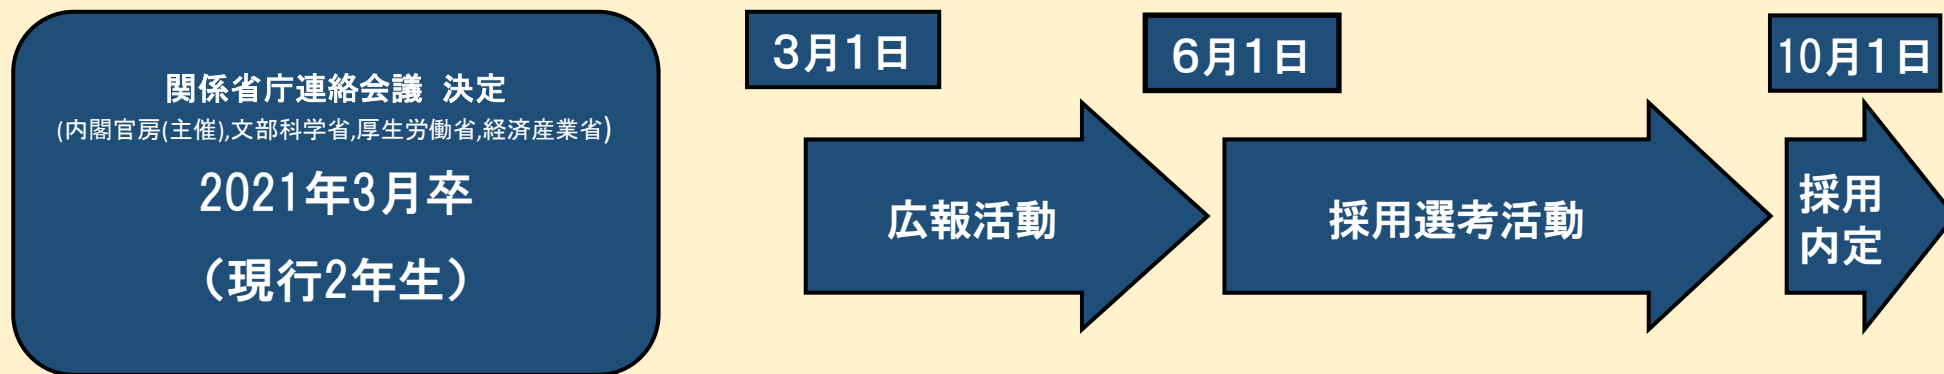 関係省庁連絡会議 決定
(内閣官房(主催),文部科学省,厚生労働省,経済産業省)
2021年3月卒
（現行2年生）
3月1日
6月1日
10月1日
広報活動
採用選考活動
採用
内定